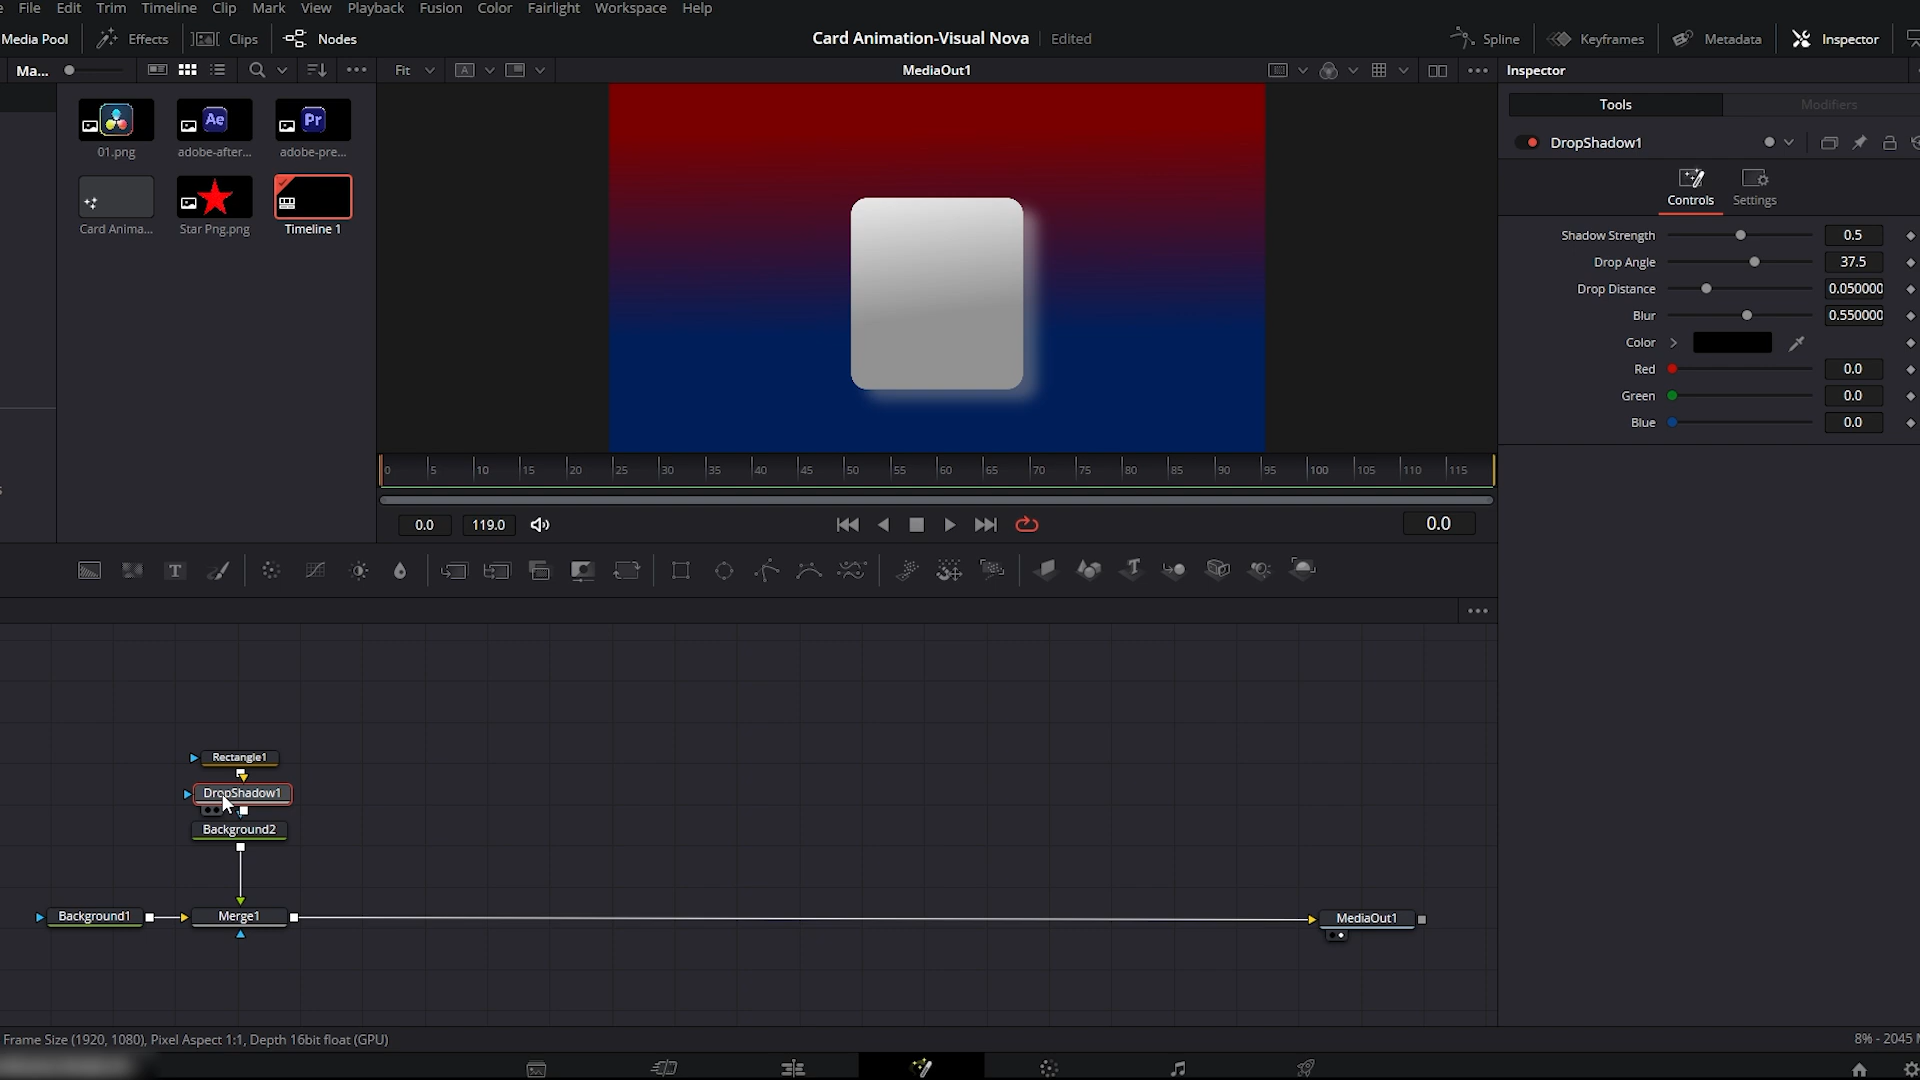 File Edit Trim Timeline Clip Mark View Playback Fusion Color Fairlight Workspace Help
Media Pool Effects Clips Nodes Card Animation-Visual Nova Edited Spline Keyframes Metadata Inspector
Ma... Fit A MediaOut1 Inspector
Tools Modifiers
Ae Pr
DropShadow1
01.png adobe-after... adobe-pre...
Controls Settings
Card Anima... Star Png.png Timeline 1
Shadow Strength 0.5
Drop Angle 37.5
Drop Distance 0.050000
Blur 0.550000
Color
Red 0.0
Green 0.0
Blue 0.0
0 5 10 15 20 25 30 35 40 45 50 55 60 65 70 75 80 85 90 95 100 105 110 115
0.0 119.0 0.0
T
Rectangle1
DropShadow1
Background2
Background1 Merge1 MediaOut1
Frame Size (1920, 1080), Pixel Aspect 1:1, Depth 16bit float (GPU) 8% - 2045